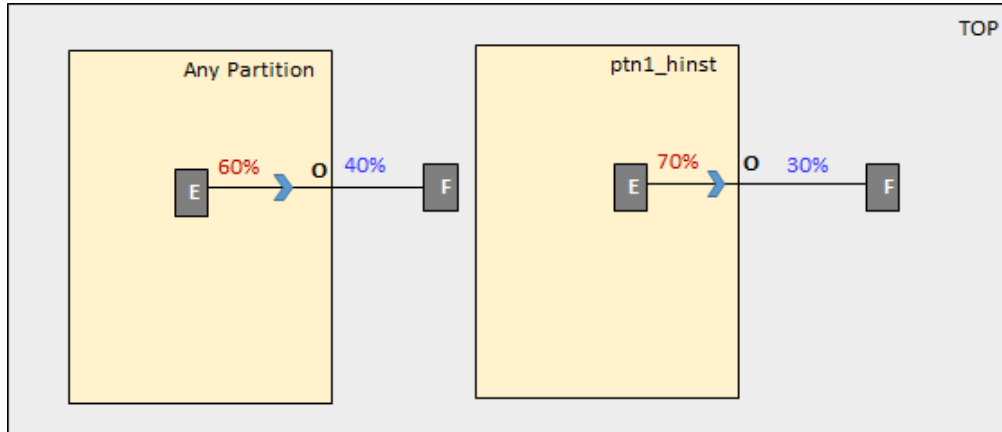 TOP
Any Partition
60%
O
40%
E
F
ptn1_hinst
70%
O
30%
E
F